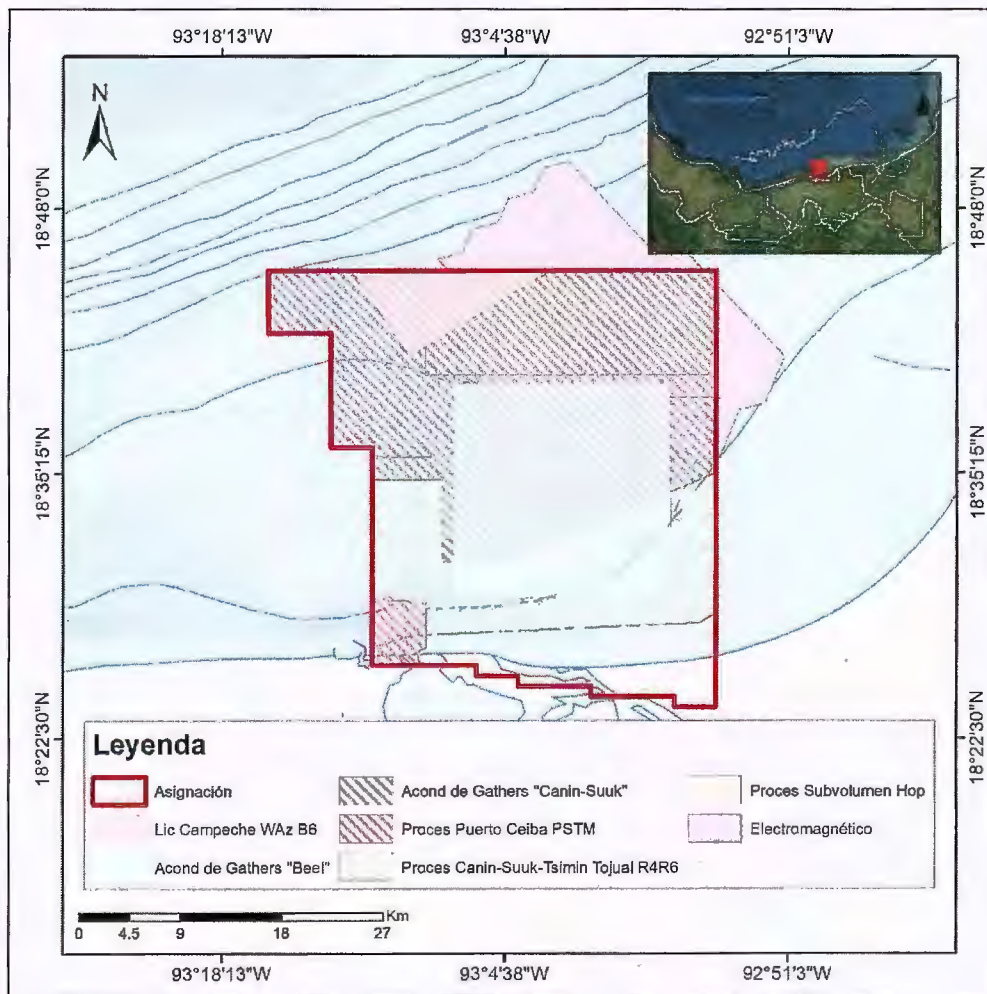 93°18'13"W 93°4'38"W 92°51'3"W
N
18°48'0"N 18°48'0"N
18°35'15"N 18°35'15"N
18°22'30"N 18°22'30"N
Leyenda
Asignación
Lic Campeche WAz B6
Acond de Gathers "Beel"
Acond de Gathers "Canin-Suuk"
Proces Puerto Ceiba PSTM
Proces Canin-Suuk-Tsimin Tojual R4R6
Proces Subvolumen Hop
Electromagnético
Km
0 4.5 9 18 27
93°18'13"W 93°4'38"W 92°51'3"W